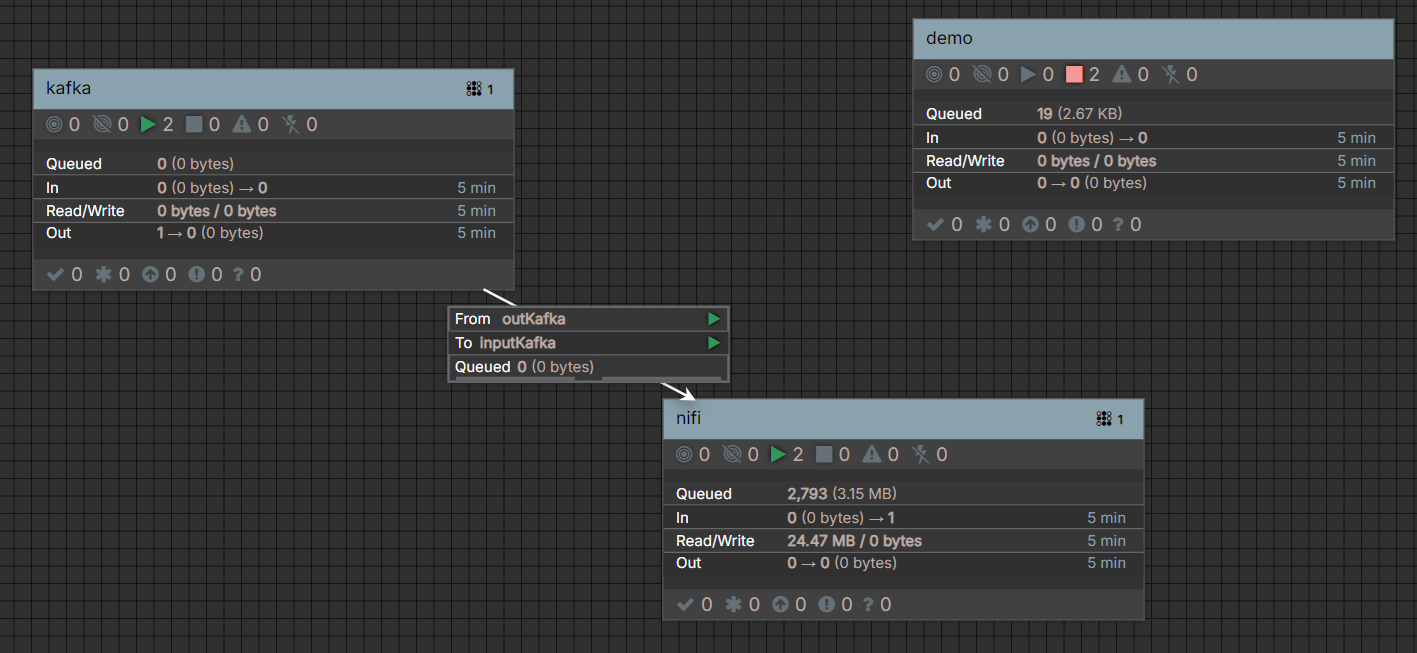 kafka 1
0 0 2 0 0 0
Queued 0 (0 bytes)
In 0 (0 bytes) → 0 5 min
Read/Write 0 bytes / 0 bytes 5 min
Out 1 → 0 (0 bytes) 5 min
0 0 0 0 ? 0
demo
0 0 0 2 0 0
Queued 19 (2.67 KB)
In 0 (0 bytes) → 0 5 min
Read/Write 0 bytes / 0 bytes 5 min
Out 0 → 0 (0 bytes) 5 min
0 0 0 0 ? 0
From outKafka
To inputKafka
Queued 0 (0 bytes)
nifi 1
0 0 2 0 0 0
Queued 2,793 (3.15 MB)
In 0 (0 bytes) → 1 5 min
Read/Write 24.47 MB / 0 bytes 5 min
Out 0 → 0 (0 bytes) 5 min
0 0 0 0 ? 0